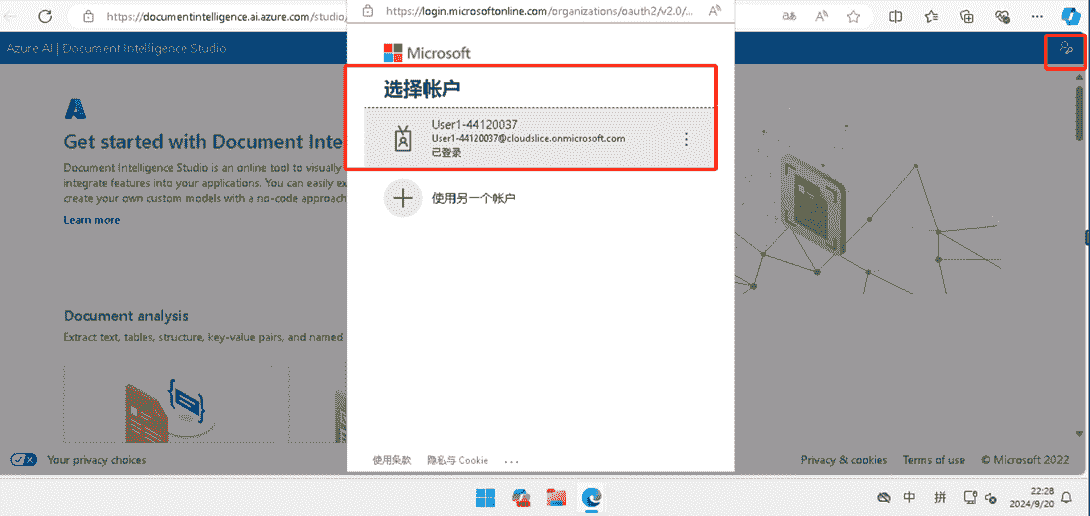 https://documentintelligence.ai.azure.com/studio/
https://login.microsoftonline.com/organizations/oauth2/v2.0/...
Azure AI | Document Intelligence Studio
Microsoft
选择帐户
User1-44120037
User1-44120037@cloudslice.onmicrosoft.com
已登录
使用另一个帐户
Get started with Document Inte
Document Intelligence Studio is an online tool to visually
integrate features into your applications. You can easily ex
create your own custom models with a no-code approach
Learn more
Document analysis
Extract text, tables, structure, key-value pairs, and named
使用条款 隐私与 Cookie ...
Your privacy choices
Privacy & cookies Terms of use © Microsoft 2022
中 拼 22:28
2024/9/20